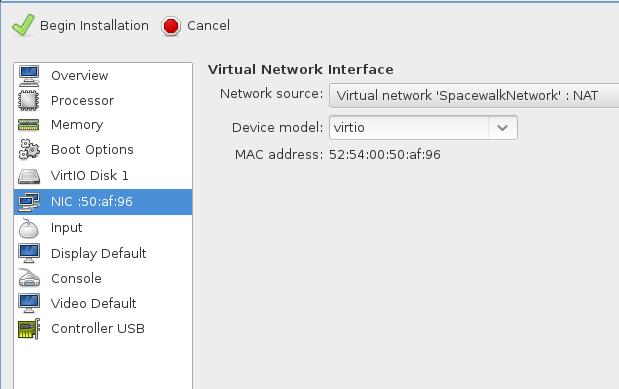 Begin Installation Cancel
Overview
Processor
Memory
Boot Options
VirtIO Disk 1
NIC :50:af:96
Input
Display Default
Console
Video Default
Controller USB
Virtual Network Interface
Network source: Virtual network 'SpacewalkNetwork' : NAT
Device model: virtio
MAC address: 52:54:00:50:af:96